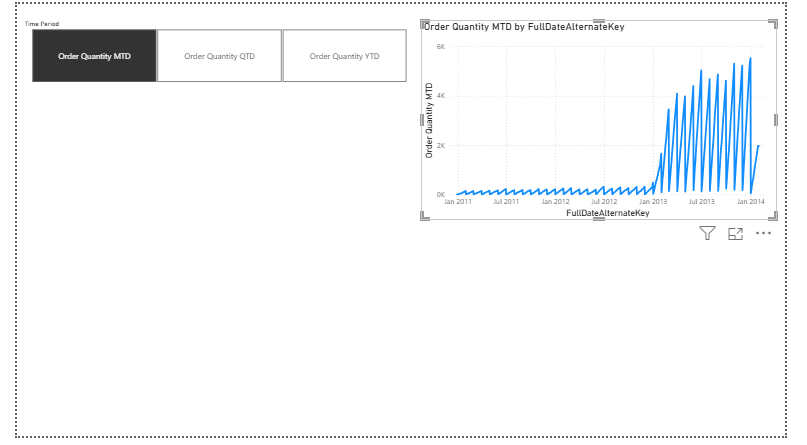 Time Period
Order Quantity MTD
Order Quantity QTD
Order Quantity YTD
Order Quantity MTD by FullDateAlternateKey
6K
4K
2K
0K
Order Quantity MTD
Jan 2011
Jul 2011
Jan 2012
Jul 2012
Jan 2013
Jul 2013
Jan 2014
FullDateAlternateKey